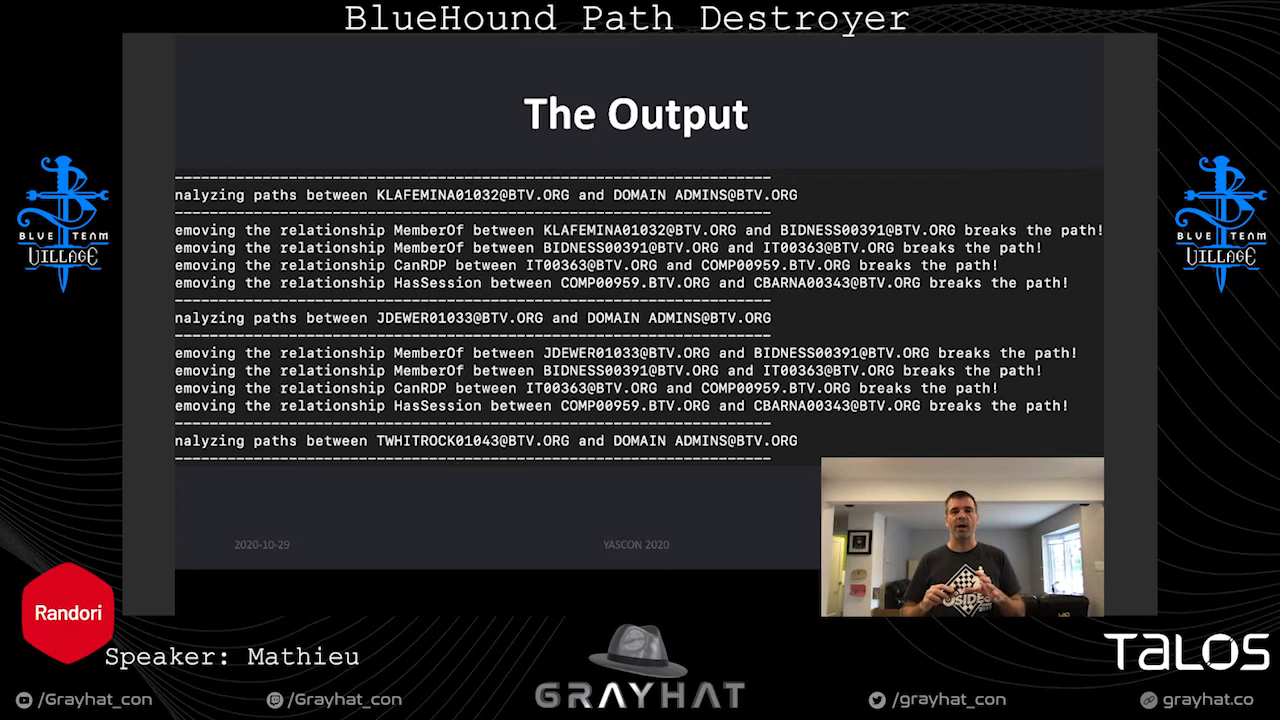 BlueHound Path Destroyer
The Output
------------------------------------------------------------------
nalyzing paths between KLAFEMINA01032@BTV.ORG and DOMAIN ADMINS@BTV.ORG
------------------------------------------------------------------
emoving the relationship MemberOf between KLAFEMINA01032@BTV.ORG and BIDNESS00391@BTV.ORG breaks the path!
emoving the relationship MemberOf between BIDNESS00391@BTV.ORG and IT00363@BTV.ORG breaks the path!
emoving the relationship CanRDP between IT00363@BTV.ORG and COMP00959.BTV.ORG breaks the path!
emoving the relationship HasSession between COMP00959.BTV.ORG and CBARNA00343@BTV.ORG breaks the path!
------------------------------------------------------------------
nalyzing paths between JDEWER01033@BTV.ORG and DOMAIN ADMINS@BTV.ORG
------------------------------------------------------------------
emoving the relationship MemberOf between JDEWER01033@BTV.ORG and BIDNESS00391@BTV.ORG breaks the path!
emoving the relationship MemberOf between BIDNESS00391@BTV.ORG and IT00363@BTV.ORG breaks the path!
emoving the relationship CanRDP between IT00363@BTV.ORG and COMP00959.BTV.ORG breaks the path!
emoving the relationship HasSession between COMP00959.BTV.ORG and CBARNA00343@BTV.ORG breaks the path!
------------------------------------------------------------------
nalyzing paths between TWHITROCK01043@BTV.ORG and DOMAIN ADMINS@BTV.ORG
------------------------------------------------------------------
2020-10-29
YASCON 2020
BLUE TEAM
VILLAGE
BLUE TEAM
VILLAGE
Randori
Speaker: Mathieu
GRAYHAT
TALOS
/Grayhat_con
/Grayhat_con
/grayhat_con
grayhat.co